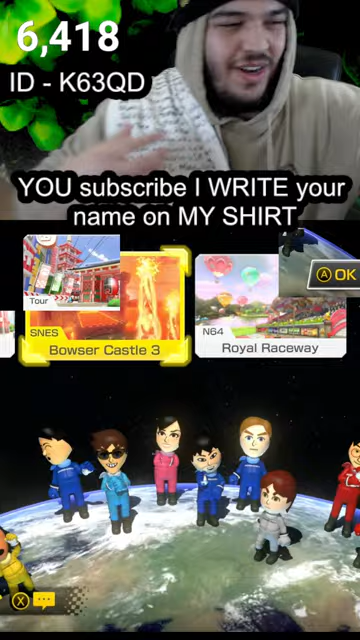 6,418
ID - K63QD
YOU subscribe I WRITE your
name on MY SHIRT
A OK
Tour
SNES
Bowser Castle 3
N64
Royal Raceway
X